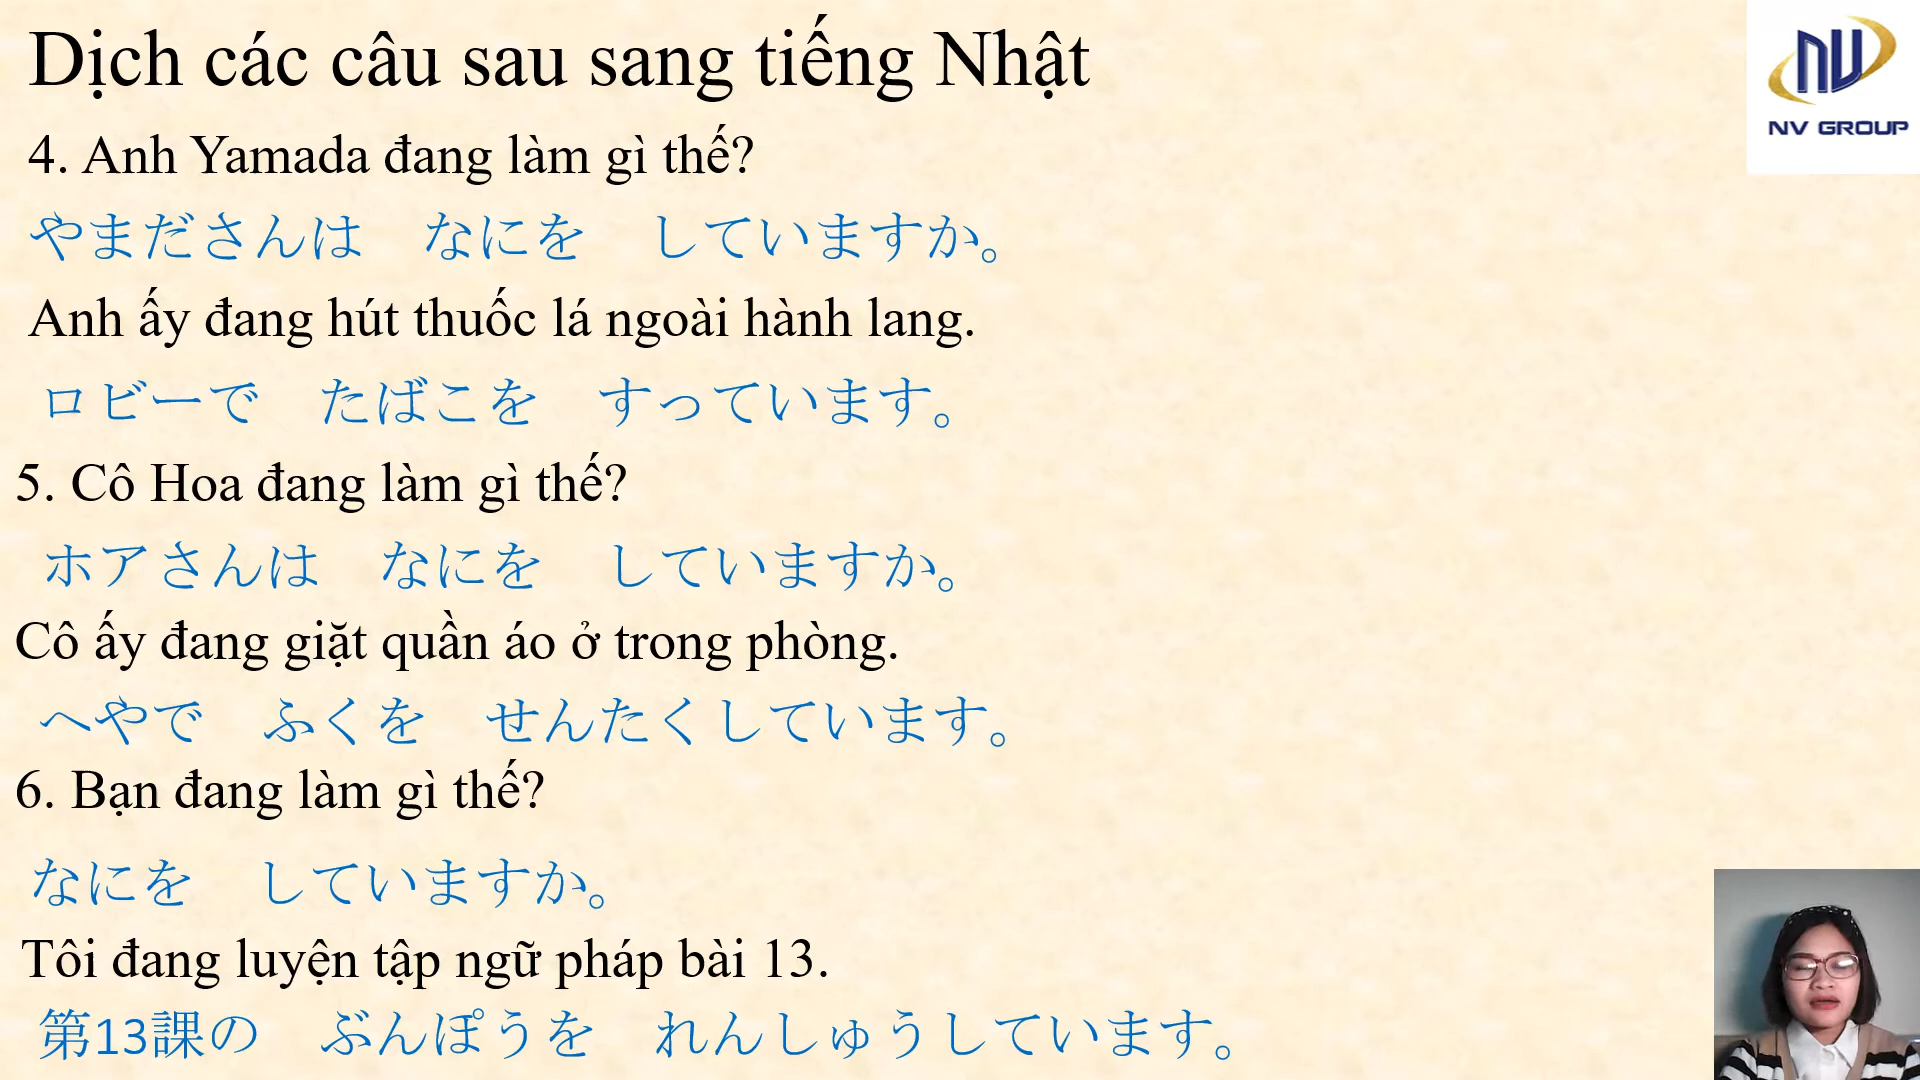 Dịch các câu sau sang tiếng Nhật
NV GROUP
4. Anh Yamada đang làm gì thế?
やまださんは　なにを　していますか。
Anh ấy đang hút thuốc lá ngoài hành lang.
ロビーで　たばこを　すっています。
5. Cô Hoa đang làm gì thế?
ホアさんは　なにを　していますか。
Cô ấy đang giặt quần áo ở trong phòng.
へやで　ふくを　せんたくしています。
6. Bạn đang làm gì thế?
なにを　していますか。
Tôi đang luyện tập ngữ pháp bài 13.
第13課の　ぶんぽうを　れんしゅうしています。